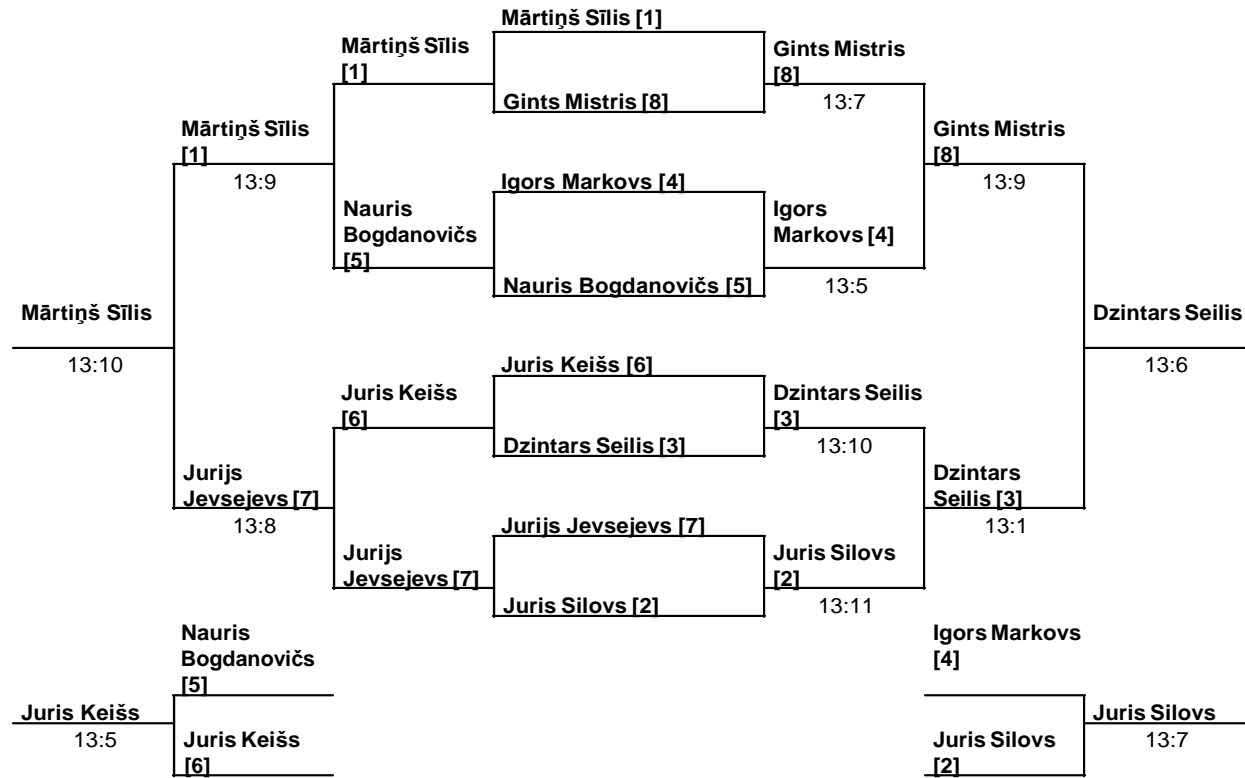 Mārtiņš Sīlis [1]
Mārtiņš Sīlis
[1]
Gints Mistris
[8]
Gints Mistris [8]
13:7
Mārtiņš Sīlis
[1]
Gints Mistris
[8]
13:9
Igors Markovs [4]
13:9
Nauris
Bogdanovičs
[5]
Igors
Markovs [4]
Nauris Bogdanovičs [5]
13:5
Mārtiņš Sīlis
Dzintars Seilis
13:10
13:6
Juris Keišs [6]
Juris Keišs
[6]
Dzintars Seilis
[3]
Dzintars Seilis [3]
13:10
Jurijs
Jevsejevs [7]
Dzintars
Seilis [3]
13:8
13:1
Jurijs Jevsejevs [7]
Jurijs
Jevsejevs [7]
Juris Silovs
[2]
Juris Silovs [2]
13:11
Nauris
Bogdanovičs
[5]
Igors Markovs
[4]
Juris Keišs
Juris Silovs
13:5
Juris Keišs
[6]
Juris Silovs
[2]
13:7